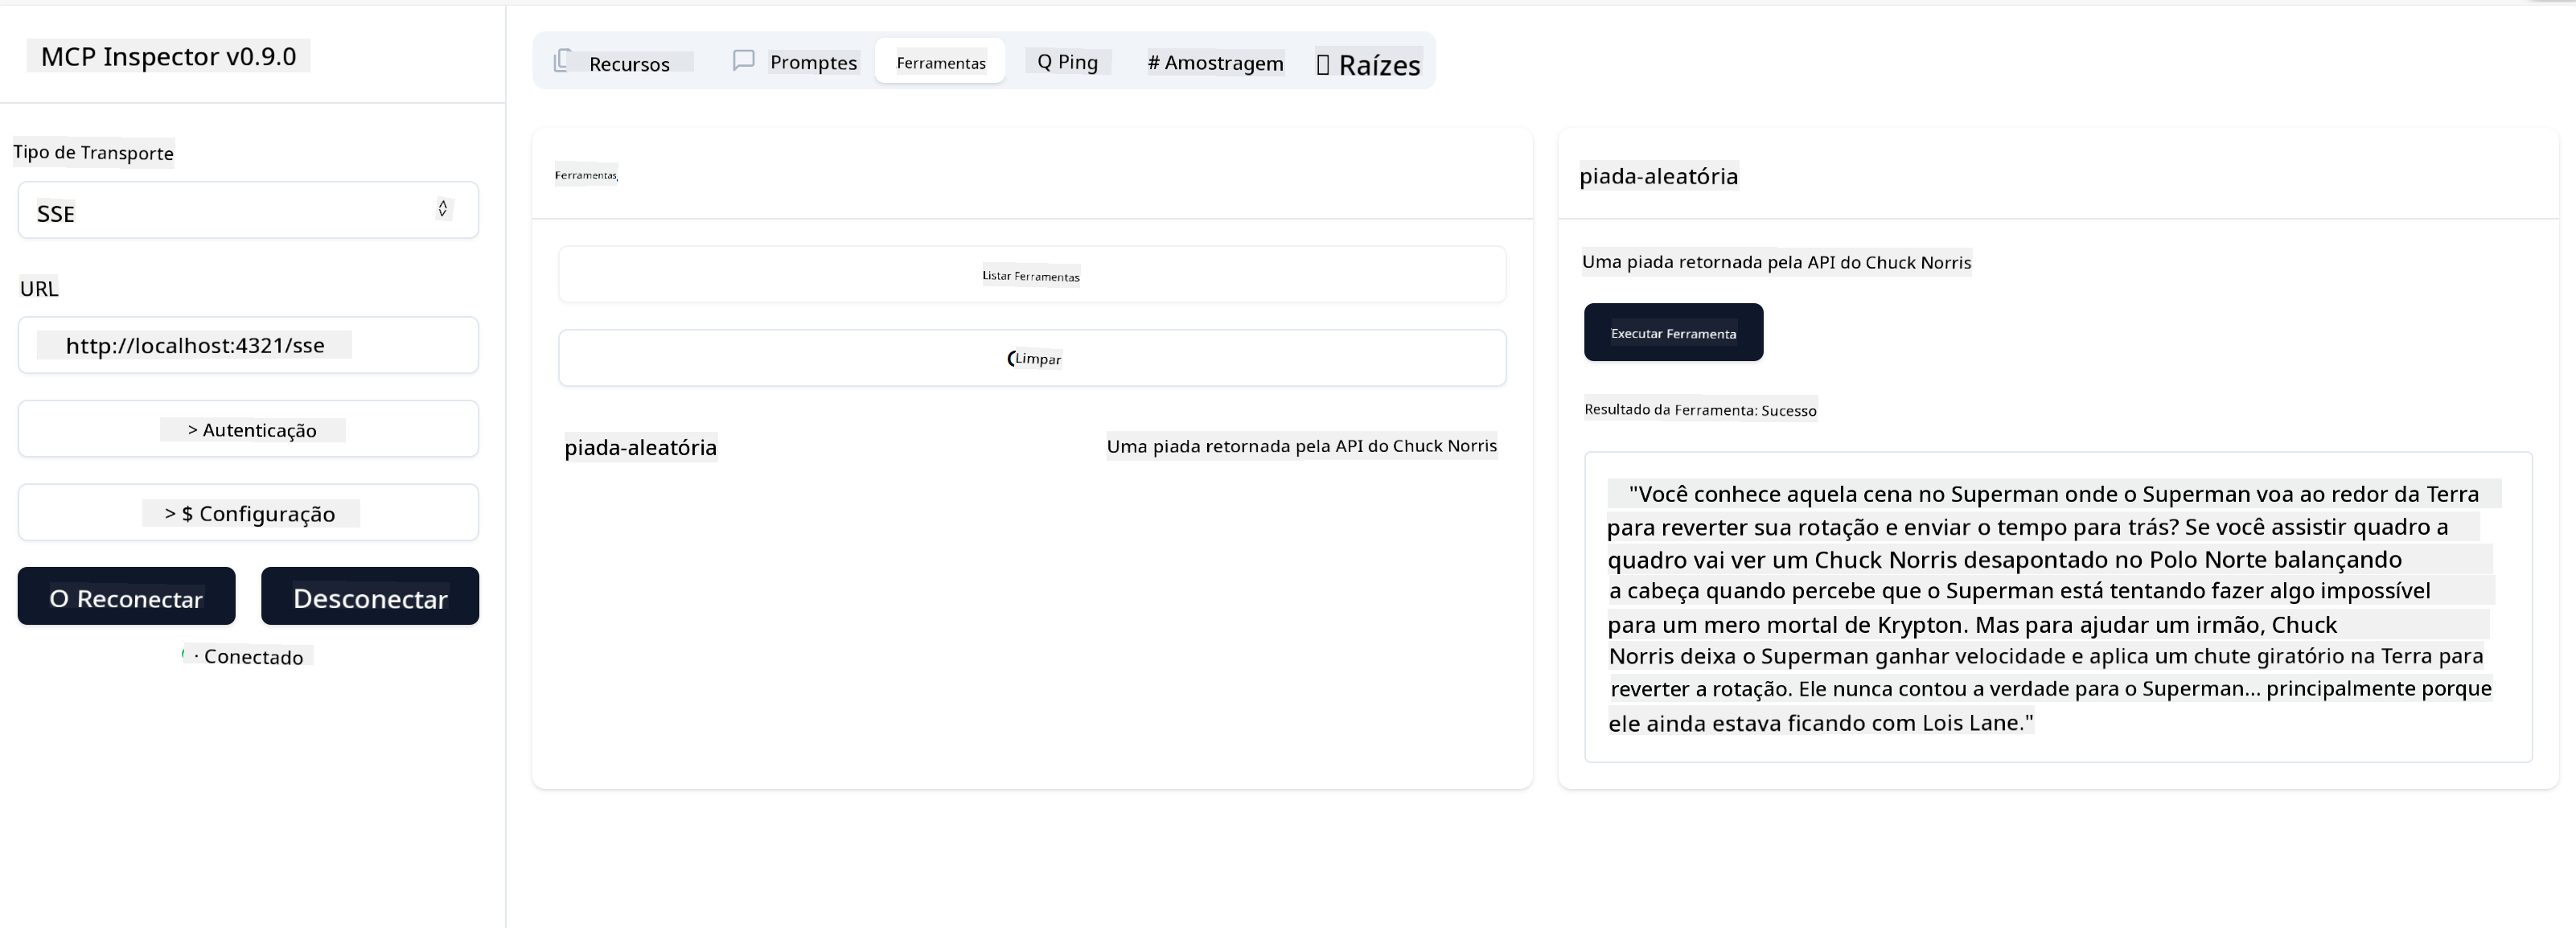 MCP Inspector v0.9.0
Tipo de Transporte
SSE
URL
http://localhost:4321/sse
> Autenticação
> $ Configuração
O Reconectar
Desconectar
· Conectado
Recursos
Promptes
Ferramentas
Q Ping
# Amostragem
Raízes
Ferramentas
Listar Ferramentas
Limpar
piada-aleatória
Uma piada retornada pela API do Chuck Norris
piada-aleatória
Uma piada retornada pela API do Chuck Norris
Executar Ferramenta
Resultado da Ferramenta: Sucesso
"Você conhece aquela cena no Superman onde o Superman voa ao redor da Terra
para reverter sua rotação e enviar o tempo para trás? Se você assistir quadro a
quadro vai ver um Chuck Norris desapontado no Polo Norte balançando
a cabeça quando percebe que o Superman está tentando fazer algo impossível
para um mero mortal de Krypton. Mas para ajudar um irmão, Chuck
Norris deixa o Superman ganhar velocidade e aplica um chute giratório na Terra para
reverter a rotação. Ele nunca contou a verdade para o Superman... principalmente porque
ele ainda estava ficando com Lois Lane."